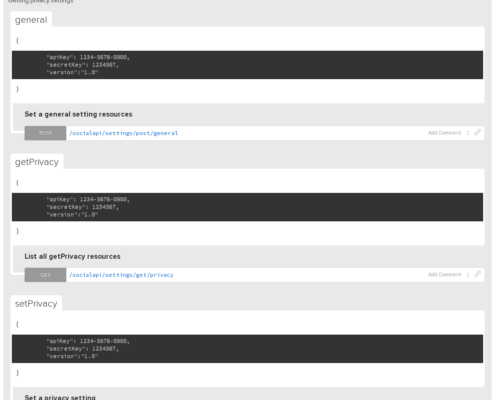 Getting privacy settings
general
{
"apiKey": 1234-5678-0900,
"secretKey": 1234567,
"version":"1.0"
}
Set a general setting resources
POST /socialapi/settings/post/general Add Comment
getPrivacy
{
"apiKey": 1234-5678-0900,
"secretKey": 1234567,
"version":"1.0"
}
List all getPrivacy resources
GET /socialapi/settings/get/privacy Add Comment
setPrivacy
{
"apiKey": 1234-5678-0900,
"secretKey": 1234567,
"version":"1.0"
}
Set a privacy setting